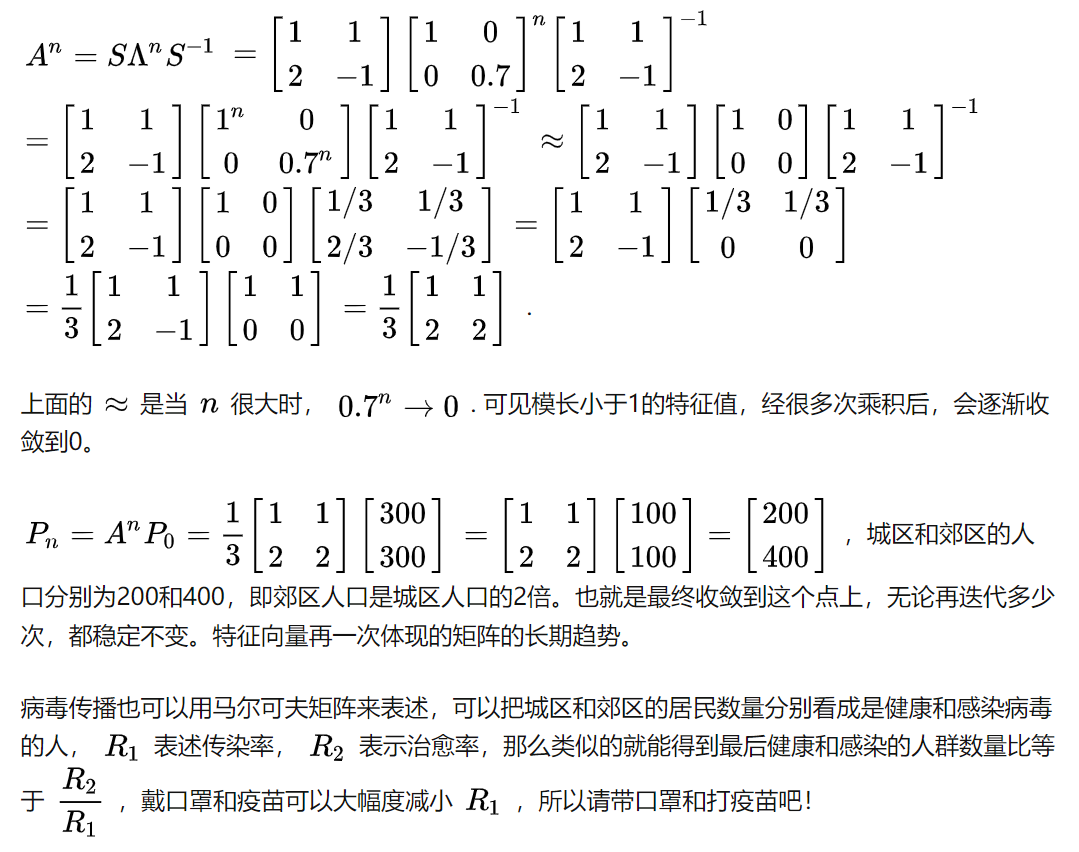 $A^n = S\Lambda^n S^{-1} = \begin{bmatrix} 1 & 1 \\ 2 & -1 \end{bmatrix} \begin{bmatrix} 1 & 0 \\ 0 & 0.7 \end{bmatrix}^n \begin{bmatrix} 1 & 1 \\ 2 & -1 \end{bmatrix}^{-1}$
$= \begin{bmatrix} 1 & 1 \\ 2 & -1 \end{bmatrix} \begin{bmatrix} 1^n & 0 \\ 0 & 0.7^n \end{bmatrix} \begin{bmatrix} 1 & 1 \\ 2 & -1 \end{bmatrix}^{-1} \approx \begin{bmatrix} 1 & 1 \\ 2 & -1 \end{bmatrix} \begin{bmatrix} 1 & 0 \\ 0 & 0 \end{bmatrix} \begin{bmatrix} 1 & 1 \\ 2 & -1 \end{bmatrix}^{-1}$
$= \begin{bmatrix} 1 & 1 \\ 2 & -1 \end{bmatrix} \begin{bmatrix} 1 & 0 \\ 0 & 0 \end{bmatrix} \begin{bmatrix} 1/3 & 1/3 \\ 2/3 & -1/3 \end{bmatrix} = \begin{bmatrix} 1 & 1 \\ 2 & -1 \end{bmatrix} \begin{bmatrix} 1/3 & 1/3 \\ 0 & 0 \end{bmatrix}$
$= \frac{1}{3} \begin{bmatrix} 1 & 1 \\ 2 & -1 \end{bmatrix} \begin{bmatrix} 1 & 1 \\ 0 & 0 \end{bmatrix} = \frac{1}{3} \begin{bmatrix} 1 & 1 \\ 2 & 2 \end{bmatrix}$ .
上面的 $\approx$ 是当 $n$ 很大时， $0.7^n \to 0$ . 可见模长小于1的特征值，经很多次乘积后，会逐渐收
敛到0。
$P_n = A^n P_0 = \frac{1}{3} \begin{bmatrix} 1 & 1 \\ 2 & 2 \end{bmatrix} \begin{bmatrix} 300 \\ 300 \end{bmatrix} = \begin{bmatrix} 1 & 1 \\ 2 & 2 \end{bmatrix} \begin{bmatrix} 100 \\ 100 \end{bmatrix} = \begin{bmatrix} 200 \\ 400 \end{bmatrix}$ ，城区和郊区的人
口分别为200和400，即郊区人口是城区人口的2倍。也就是最终收敛到这个点上，无论再迭代多少
次，都稳定不变。特征向量再一次体现的矩阵的长期趋势。
病毒传播也可以用马尔可夫矩阵来表述，可以把城区和郊区的居民数量分别看成是健康和感染病毒
的人， $R_1$ 表述传染率， $R_2$ 表示治愈率，那么类似的就能得到最后健康和感染的人群数量比等
于 $\frac{R_2}{R_1}$ ，戴口罩和疫苗可以大幅度减小 $R_1$ ，所以请带口罩和打疫苗吧！